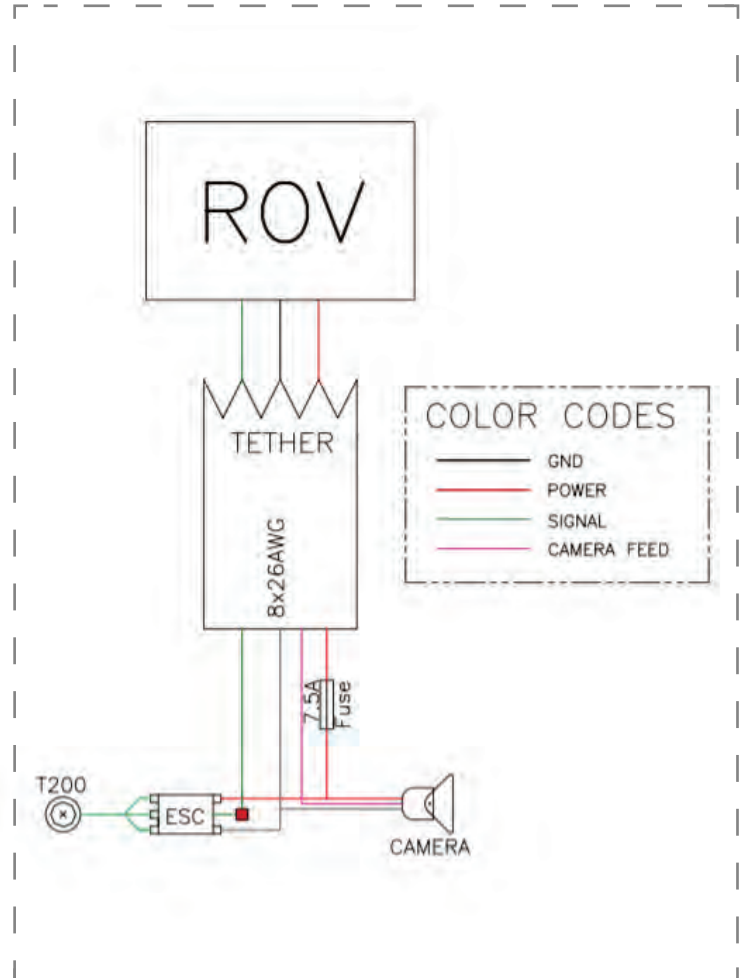 ROV
TETHER
8x26AWG
COLOR CODES
GND
POWER
SIGNAL
CAMERA FEED
7.5A
Fuse
T200
ESC
CAMERA